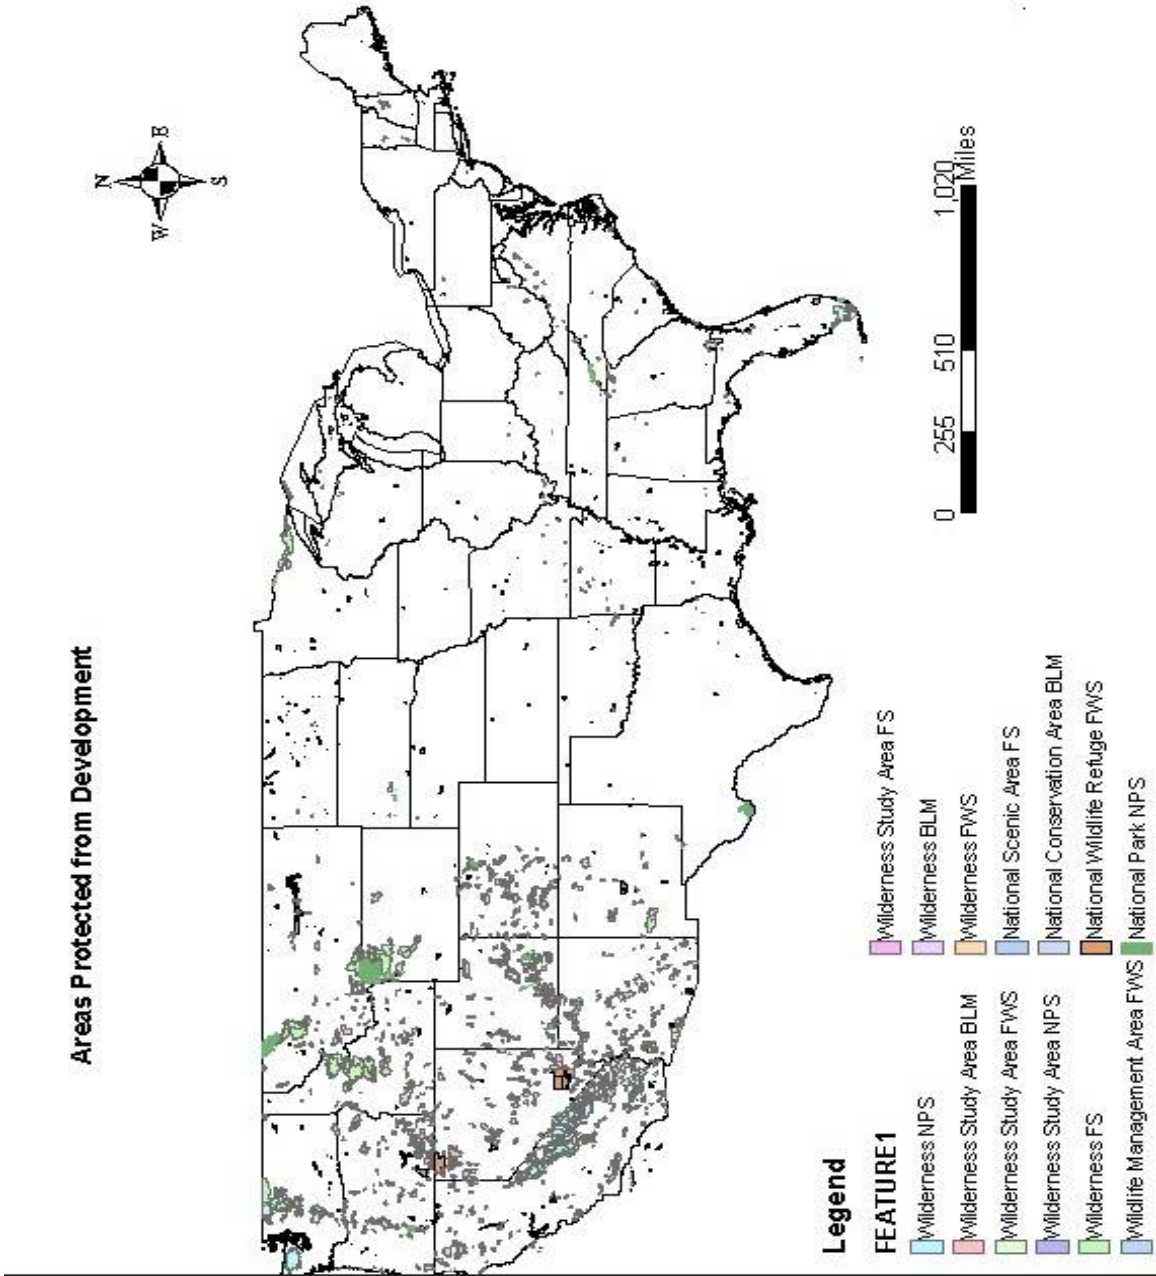 Areas Protected from Development
N
W
E
S
0
255
510
1,020
Miles
Legend
FEATURE1
Wilderness NPS
Wilderness Study Area BLM
Wilderness Study Area FWS
Wilderness Study Area NPS
Wilderness FS
Wildlife Management Area FWS
Wilderness Study Area FS
Wilderness BLM
Wilderness FWS
National Scenic Area FS
National Conservation Area BLM
National Wildlife Refuge FWS
National Park NPS